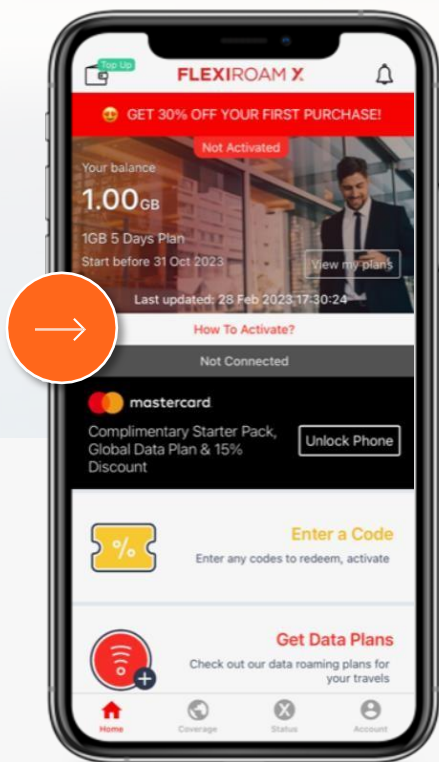 Top Up
FLEXIROAM X
GET 30% OFF YOUR FIRST PURCHASE!
Not Activated
Your balance
1.00GB
1GB 5 Days Plan
Start before 31 Oct 2023
View my plans
Last updated: 28 Feb 2023 17:30:24
How To Activate?
Not Connected
mastercard
Complimentary Starter Pack,
Global Data Plan & 15%
Discount
Unlock Phone
%
Enter a Code
Enter any codes to redeem, activate
Get Data Plans
Check out our data roaming plans for
your travels
Home
Coverage
Status
Account